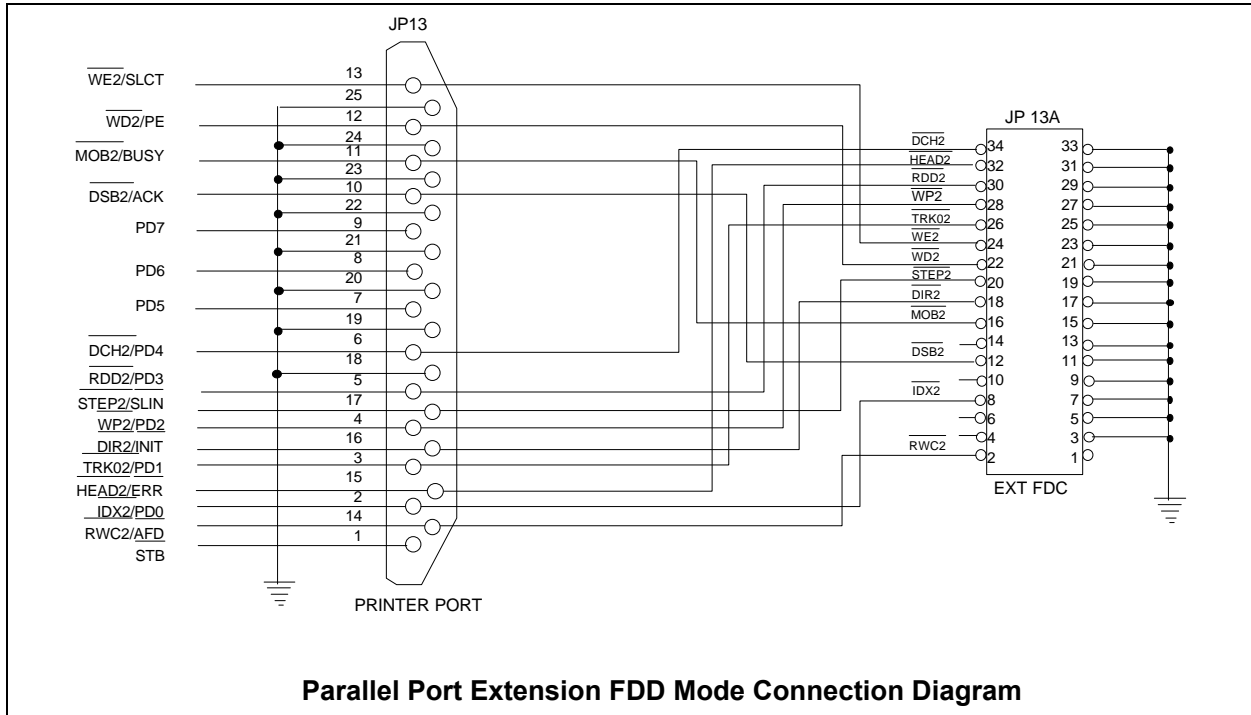 JP13
WE2/SLCT
WD2/PE
MOB2/BUSY
DSB2/ACK
PD7
PD6
PD5
DCH2/PD4
RDD2/PD3
STEP2/SLIN
WP2/PD2
DIR2/INIT
TRK02/PD1
HEAD2/ERR
IDX2/PD0
RWC2/AFD
STB
13
25
12
24
11
23
10
22
9
21
8
20
7
19
6
18
5
17
4
16
3
15
2
14
1
PRINTER PORT
JP 13A
DCH2
HEAD2
RDD2
WP2
TRK02
WE2
WD2
STEP2
DIR2
MOB2
DSB2
IDX2
RWC2
34 33
32 31
30 29
28 27
26 25
24 23
22 21
20 19
18 17
16 15
14 13
12 11
10 9
8 7
6 5
4 3
2 1
EXT FDC
Parallel Port Extension FDD Mode Connection Diagram